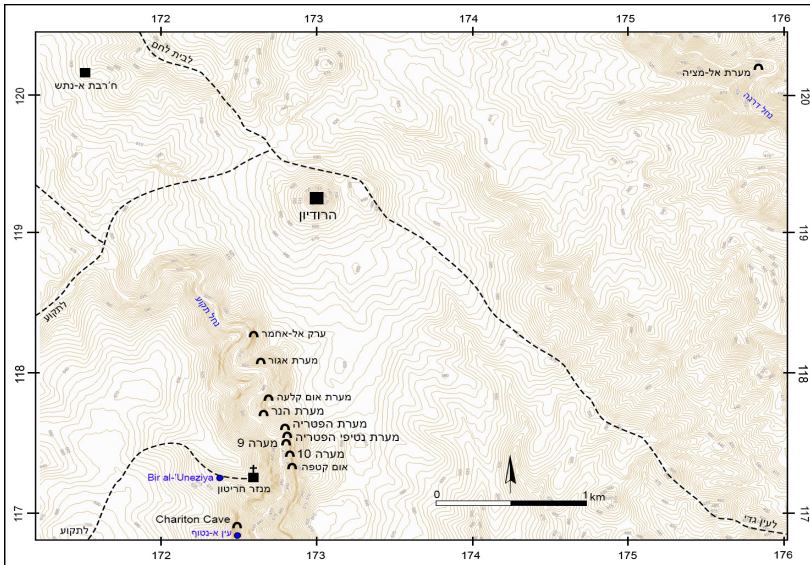 172 173 174 175 176
לבית לחם
מערת אל-מציה
120 120
ח'רבת א-נתש
נחל דרגה
הרודיון
119 119
נחל תקוע
לתקוע
ערק אל-אחמר
מערת אגור
118 118
מערת אום קלעה
מערת הנר
מערת הפטריה
מערת נטיפי הפטריה
מערה 9
מערה 10
אום קטפה
Bir al-'Uneziya
מנזר חריטון
0 1 km
לעין גדי
117 117
Chariton Cave
לתקוע
עין א-נטוף
172 173 174 175 176